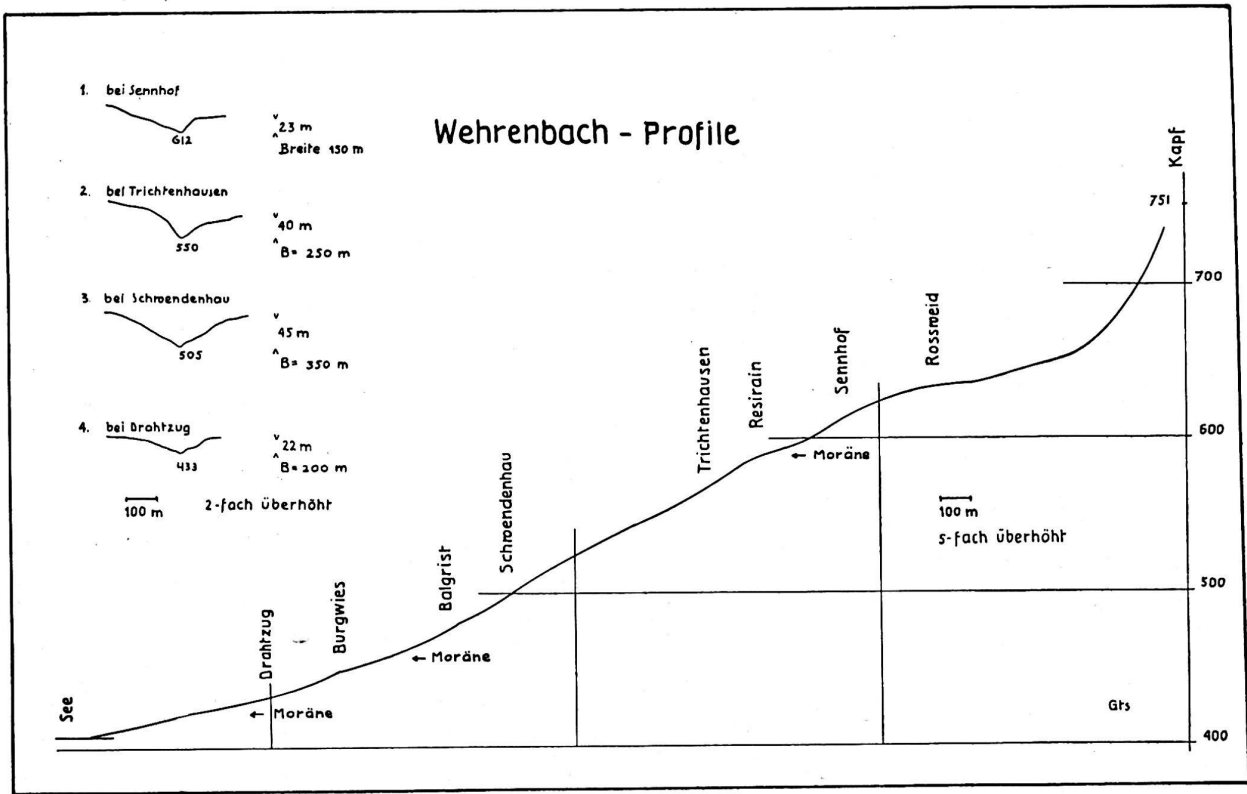 Wehrenbach - Profile
1. bei Sennhof
612
23 m
Breite 150 m
2. bei Trichtenhausen
550
40 m
B= 250 m
3. bei Schwendenhau
505
45 m
B= 350 m
4. bei Drahtzug
433
22 m
B= 200 m
100 m
2-fach überhöht
See
Drahtzug
Burgwies
Balgrist
Schwendenhau
Trichtenhausen
Resirain
Sennhof
Rossweid
Kapf
751
700
600
500
400
← Moräne
← Moräne
← Moräne
100 m
5-fach überhöht
Gts